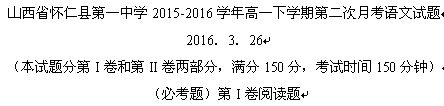 山西省怀仁县第一中学 2015-2016 学年高一下学期第二次月考语文试题
2016．3．26
（本试题分第 I 卷和第 II 卷两部分，满分 150 分，考试时间 150 分钟）
（必考题）第 I 卷阅读题